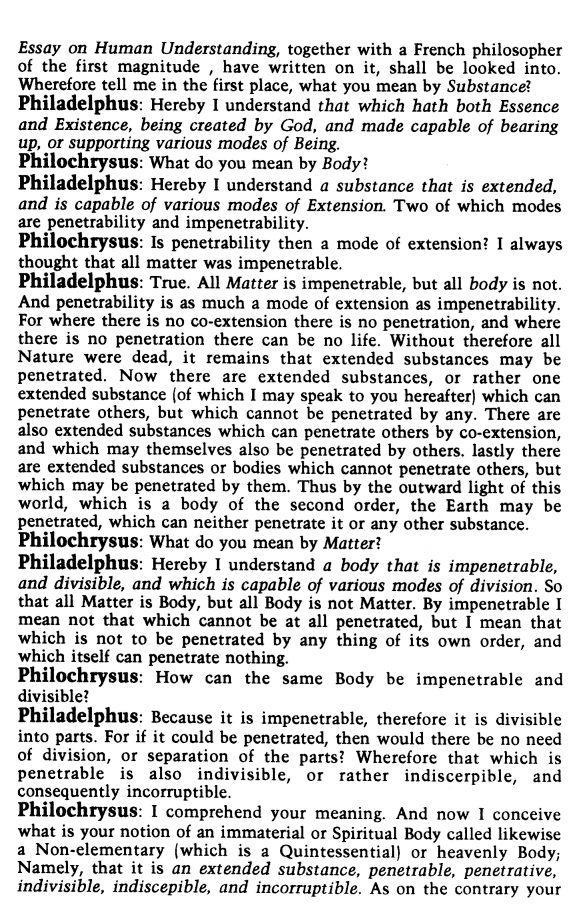 Essay on Human Understanding, together with a French philosopher
of the first magnitude , have written on it, shall be looked into.
Wherefore tell me in the first place, what you mean by Substance?
Philadelphus: Hereby I understand that which hath both Essence
and Existence, being created by God, and made capable of bearing
up, or supporting various modes of Being.
Philochrysus: What do you mean by Body?
Philadelphus: Hereby I understand a substance that is extended,
and is capable of various modes of Extension. Two of which modes
are penetrability and impenetrability.
Philochrysus: Is penetrability then a mode of extension? I always
thought that all matter was impenetrable.
Philadelphus: True. All Matter is impenetrable, but all body is not.
And penetrability is as much a mode of extension as impenetrability.
For where there is no co-extension there is no penetration, and where
there is no penetration there can be no life. Without therefore all
Nature were dead, it remains that extended substances may be
penetrated. Now there are extended substances, or rather one
extended substance (of which I may speak to you hereafter) which can
penetrate others, but which cannot be penetrated by any. There are
also extended substances which can penetrate others by co-extension,
and which may themselves also be penetrated by others. lastly there
are extended substances or bodies which cannot penetrate others, but
which may be penetrated by them. Thus by the outward light of this
world, which is a body of the second order, the Earth may be
penetrated, which can neither penetrate it or any other substance.
Philochrysus: What do you mean by Matter?
Philadelphus: Hereby I understand a body that is impenetrable,
and divisible, and which is capable of various modes of division. So
that all Matter is Body, but all Body is not Matter. By impenetrable I
mean not that which cannot be at all penetrated, but I mean that
which is not to be penetrated by any thing of its own order, and
which itself can penetrate nothing.
Philochrysus: How can the same Body be impenetrable and
divisible?
Philadelphus: Because it is impenetrable, therefore it is divisible
into parts. For if it could be penetrated, then would there be no need
of division, or separation of the parts? Wherefore that which is
penetrable is also indivisible, or rather indiscerpible, and
consequently incorruptible.
Philochrysus: I comprehend your meaning. And now I conceive
what is your notion of an immaterial or Spiritual Body called likewise
a Non-elementary (which is a Quintessential) or heavenly Body;
Namely, that it is an extended substance, penetrable, penetrative,
indivisible, indiscepible, and incorruptible. As on the contrary your